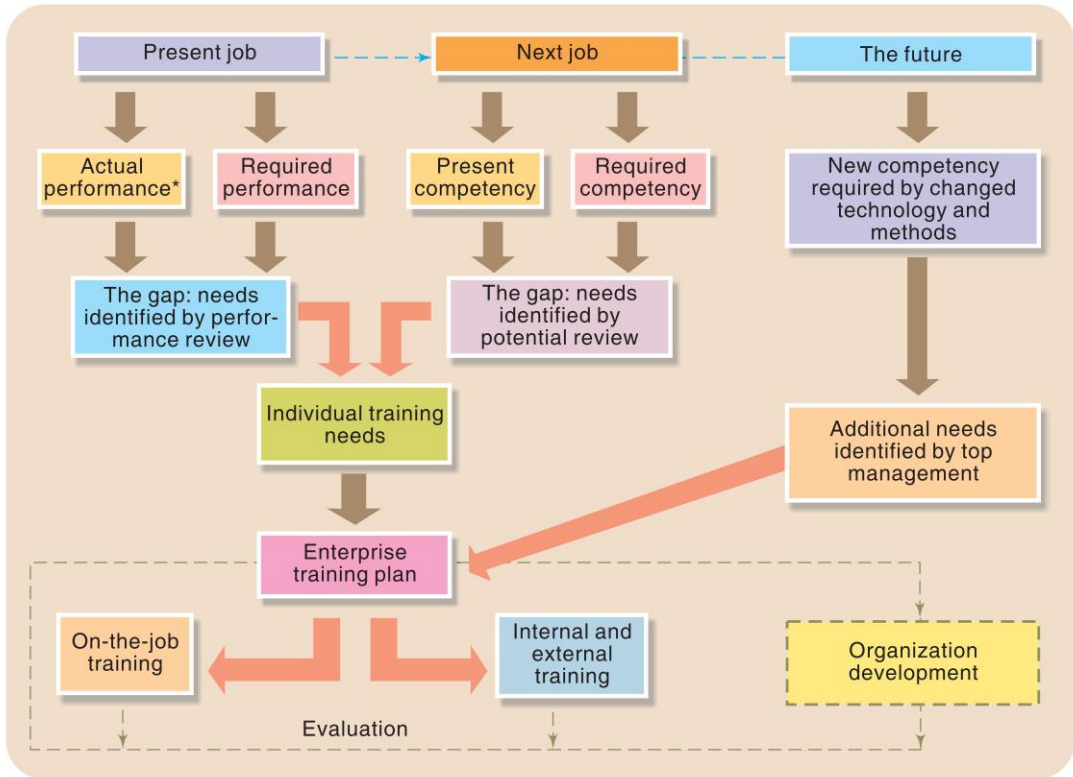 Present job
Next job
The future
Actual
performance*
Required
performance
Present
competency
Required
competency
New competency
required by changed
technology and
methods
The gap: needs
identified by perfor-
mance review
The gap: needs
identified by
potential review
Individual training
needs
Additional needs
identified by top
management
Enterprise
training plan
On-the-job
training
Internal and
external
training
Organization
development
Evaluation